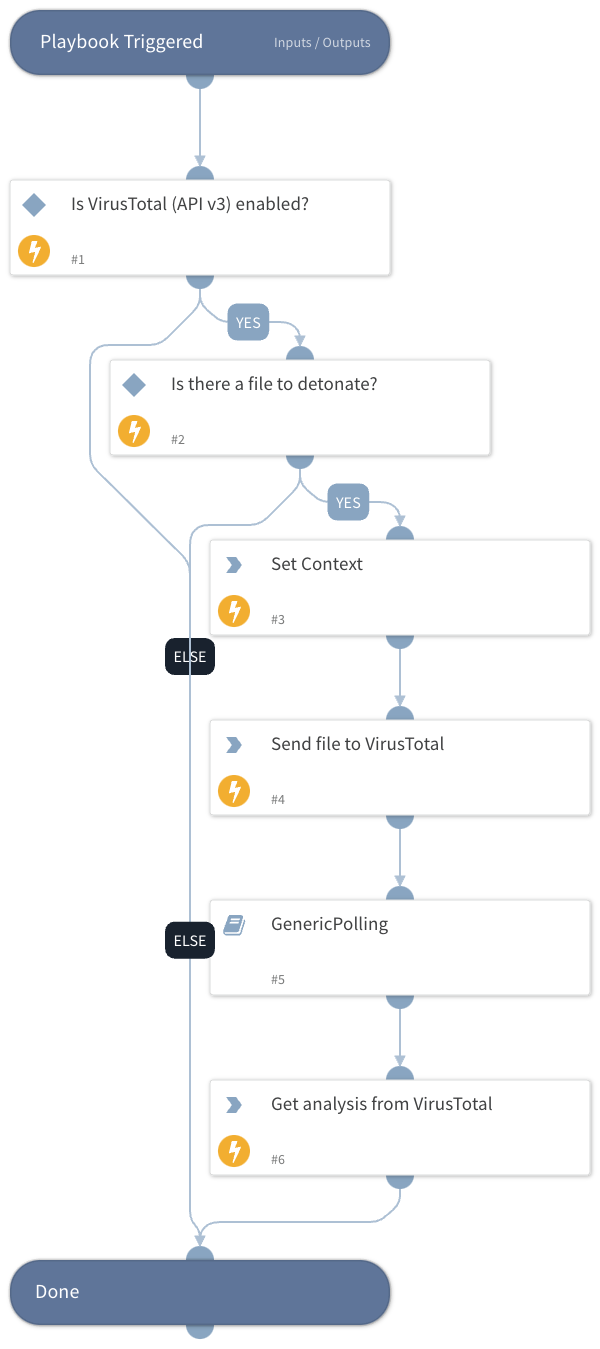 Playbook Triggered
Inputs / Outputs
Is VirusTotal (API v3) enabled?
#1
YES
Is there a file to detonate?
#2
YES
Set Context
#3
ELSE
Send file to VirusTotal
#4
GenericPolling
ELSE
#5
Get analysis from VirusTotal
#6
Done